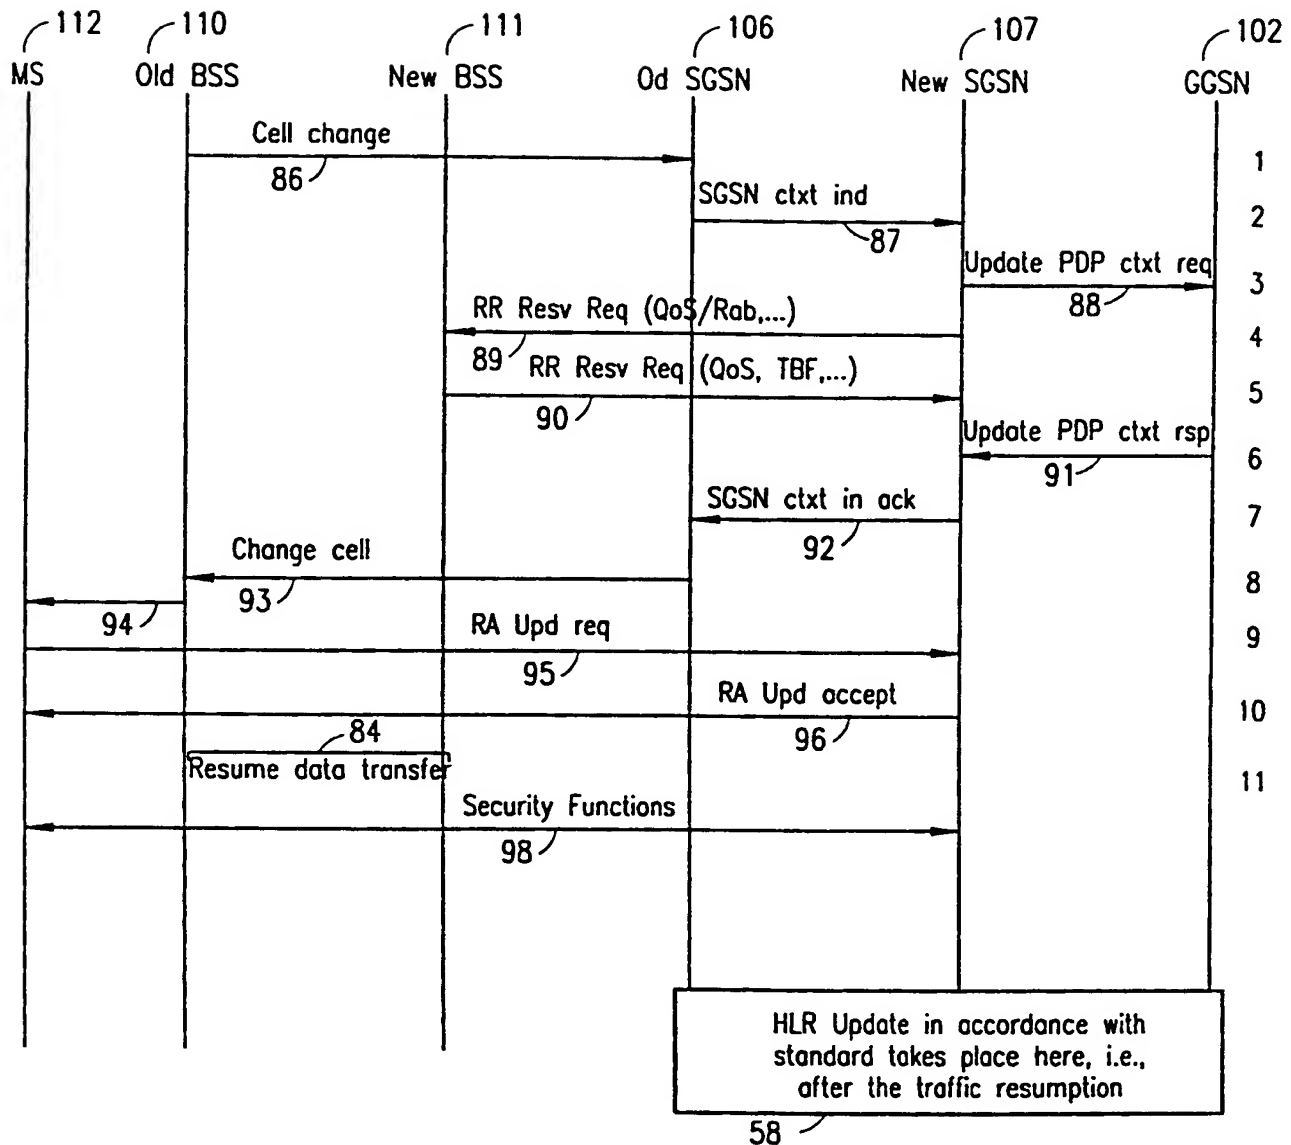 112 110 111 106 107 102
MS Old BSS New BSS Od SGSN New SGSN GGSN
Cell change
86
1
SGSN ctxt ind
87
2
Update PDP ctxt req
88
3
RR Resv Req (QoS/Rab,...)
89
4
RR Resv Req (QoS, TBF,...)
90
5
Update PDP ctxt rsp
91
6
SGSN ctxt in ack
92
7
Change cell
93
8
94
RA Upd req
95
9
RA Upd accept
96
10
84
Resume data transfer
11
Security Functions
98
HLR Update in accordance with
standard takes place here, i.e.,
after the traffic resumption
58